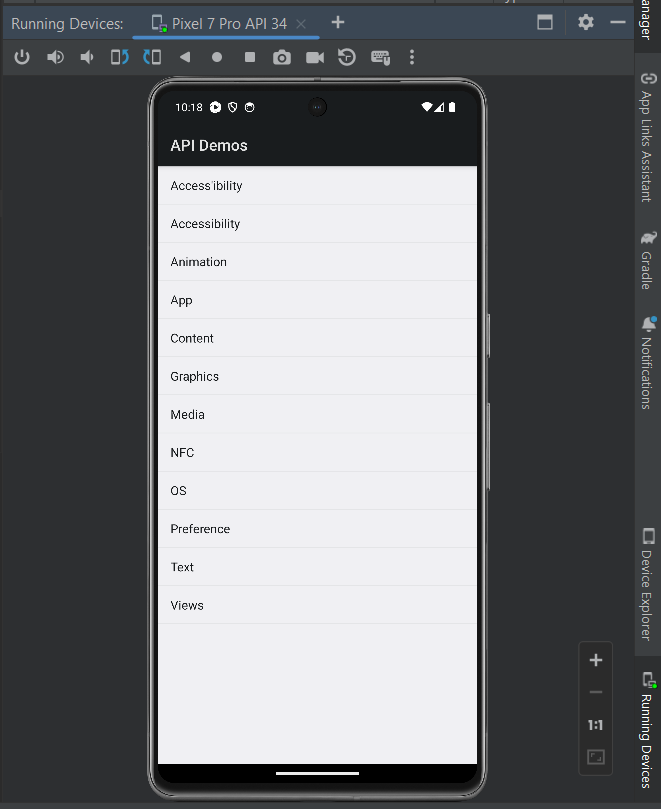 Running Devices:
Pixel 7 Pro API 34
10:18
API Demos
Access'ibility
Accessibility
Animation
App
Content
Graphics
Media
NFC
OS
Preference
Text
Views
1:1
App Links Assistant
Gradle
Notifications
Device Explorer
Running Devices